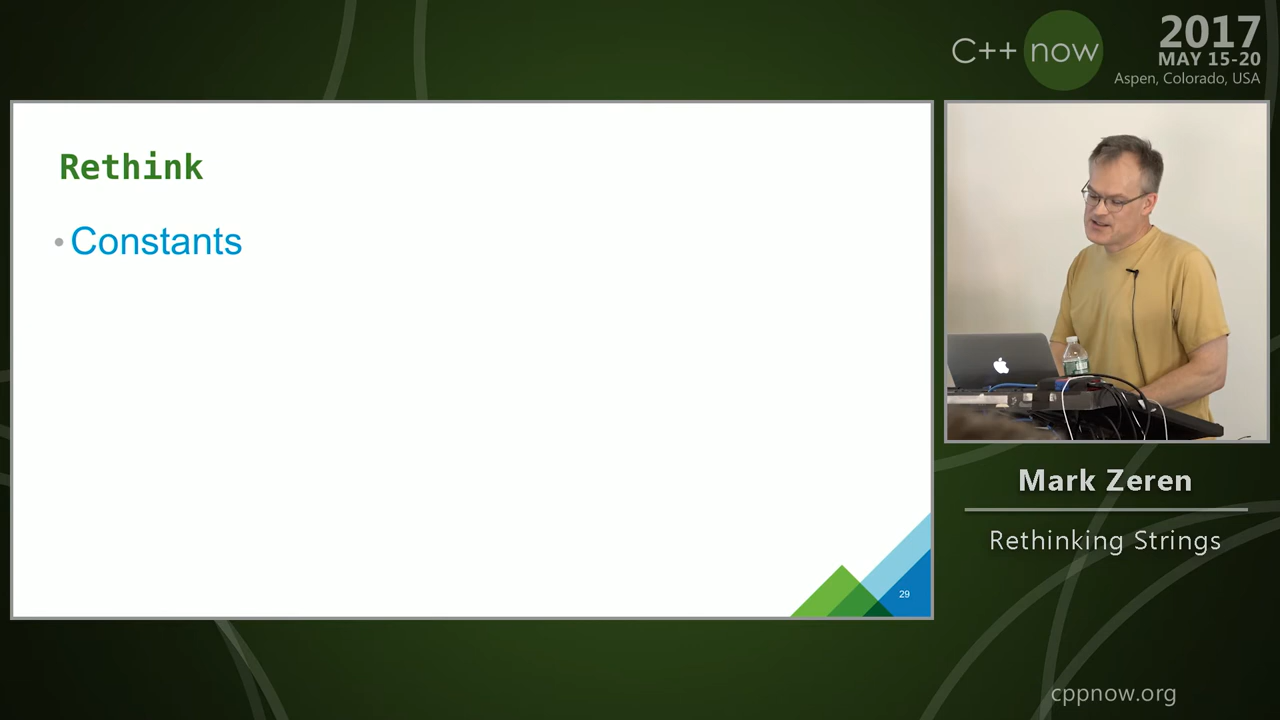 C++ now
2017
MAY 15-20
Aspen, Colorado, USA
Rethink
• Constants
29
Mark Zeren
Rethinking Strings
cppnow.org